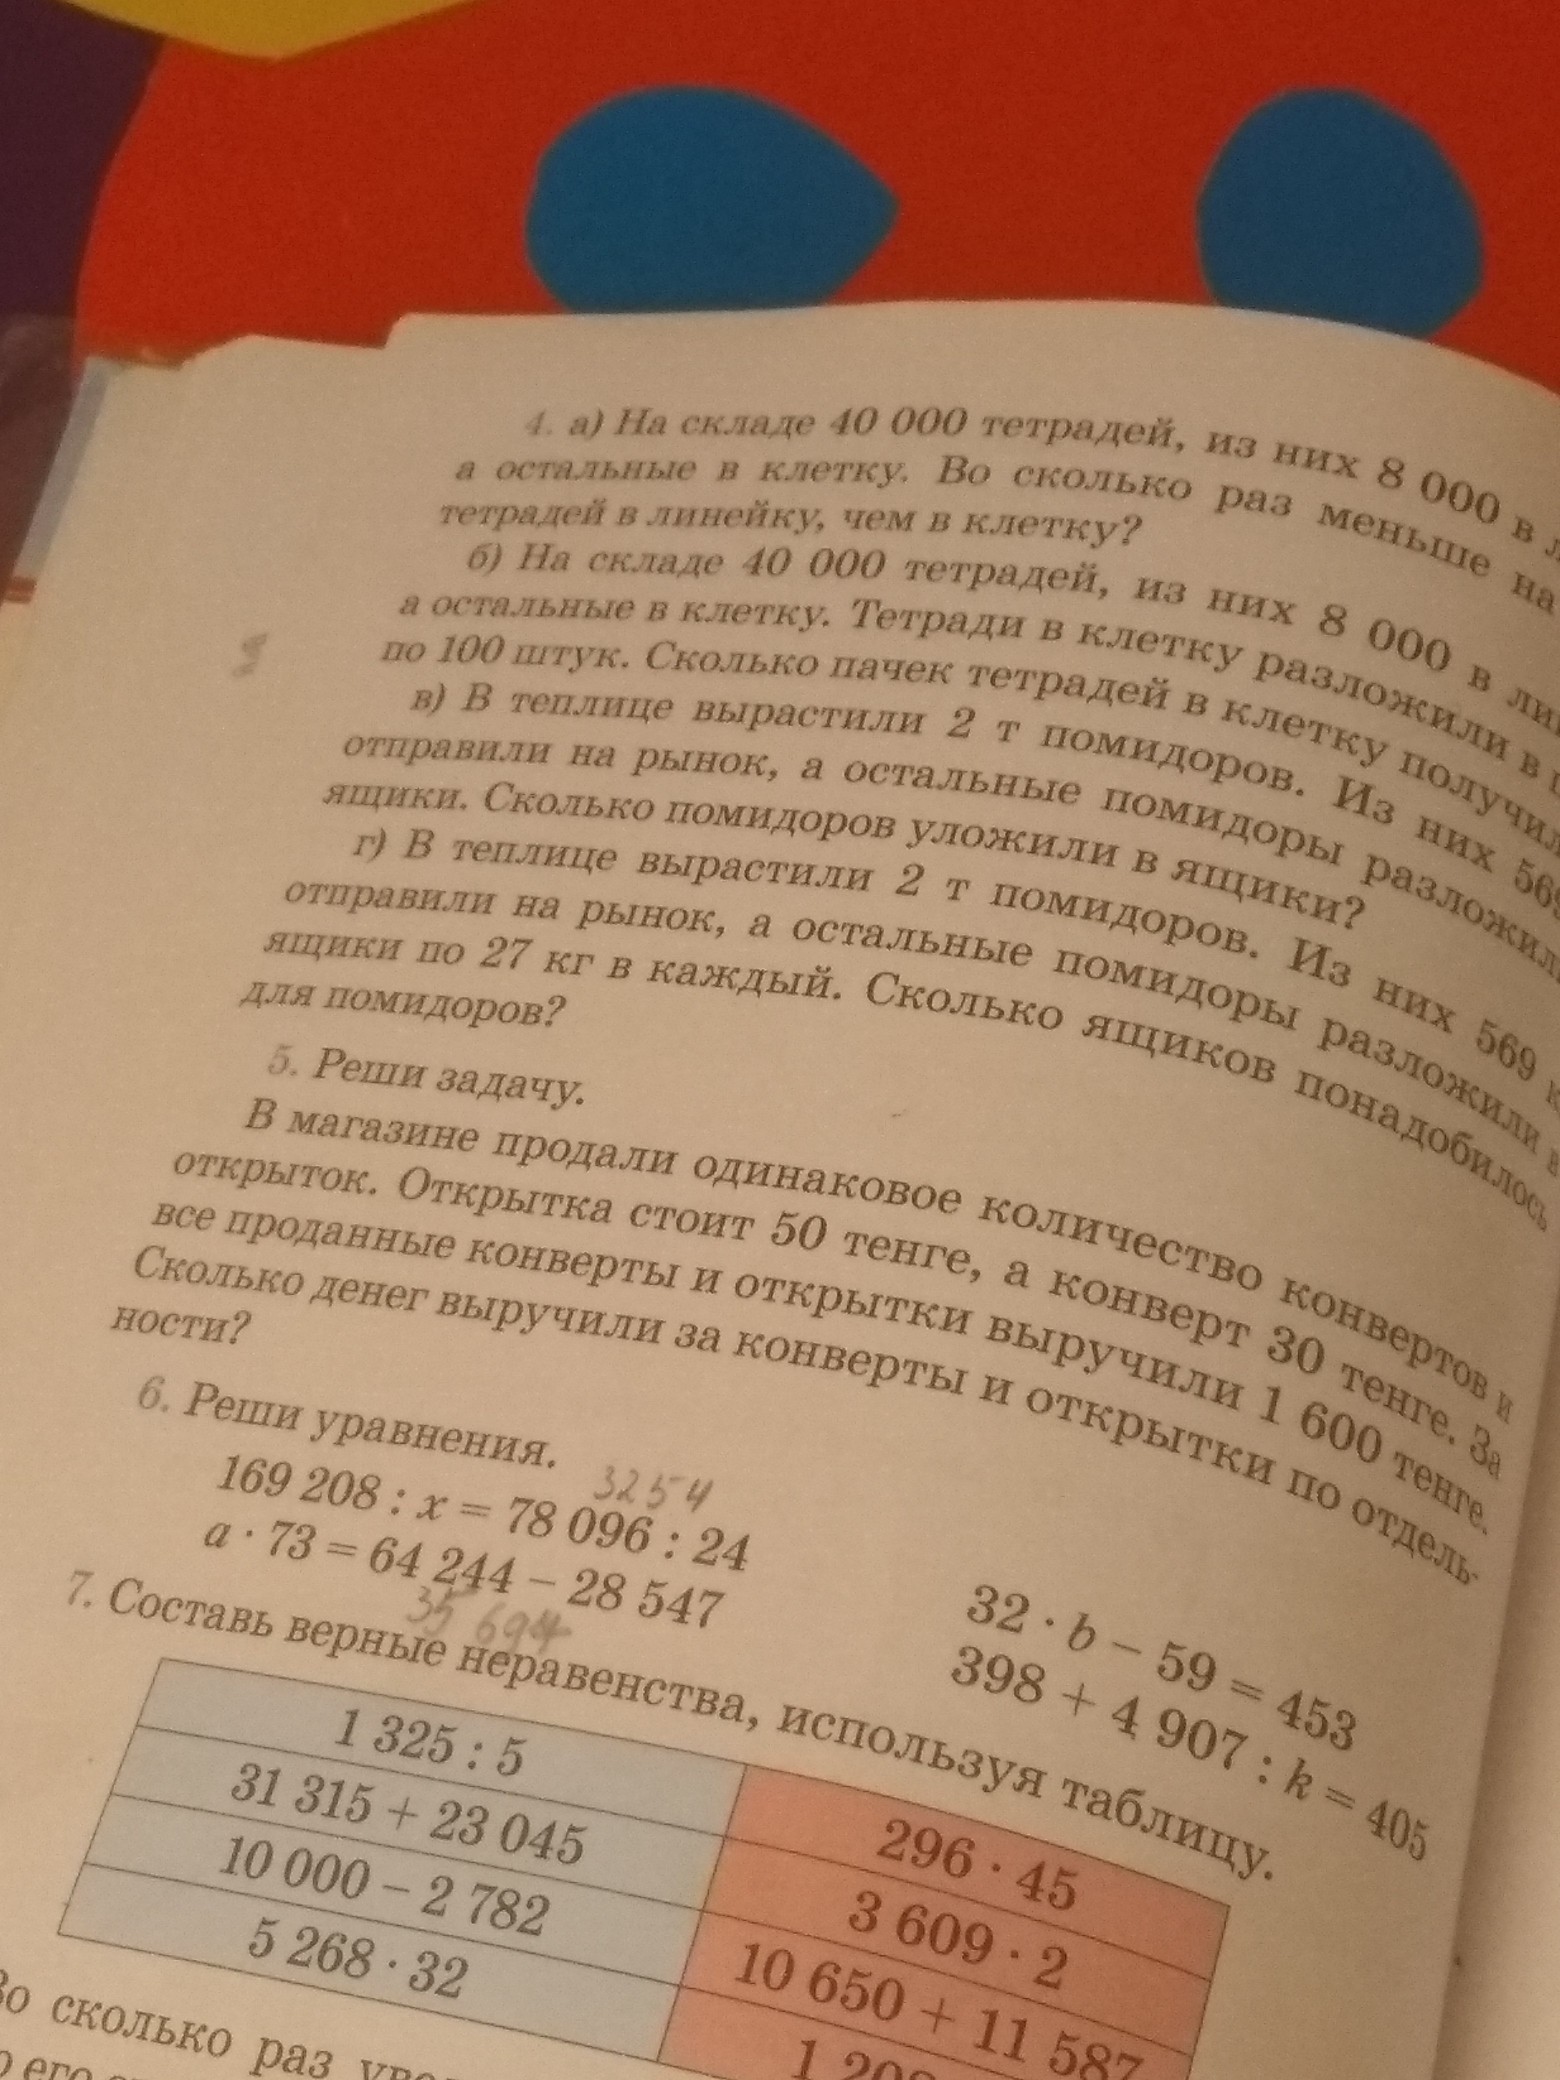 4. а) На складе 40 000 тетрадей, из них 8 000 в
а остальные в клетку. Во сколько раз меньше на
тетрадей в линейку, чем в клетку?
б) На складе 40 000 тетрадей, из них 8 000 в
а остальные в клетку. Тетради в клетку разложили в
по 100 штук. Сколько пачек тетрадей в клетку
в) В теплице вырастили 2 т помидоров. Из них 569
отправили на рынок, а остальные помидоры
ящики. Сколько помидоров уложили в ящики?
г) В теплице вырастили 2 т помидоров. Из них 569
отправили на рынок, а остальные помидоры разложили в
ящики по 27 кг в каждый. Сколько ящиков понадобилось
для помидоров?
5. Реши задачу.
В магазине продали одинаковое количество конвертов и
открыток. Открытка стоит 50 тенге, а конверт 30 тенге. За
все проданные конверты и открытки выручили 1 600 тенге.
Сколько денег выручили за конверты и открытки по отдель-
ности?
6. Реши уравнения.
3254
169 208 : x = 78 096 : 24
32 · b – 59 = 453
a · 73 = 64 244 – 28 547
398 + 4 907 : k = 405
7. Составь верные неравенства, используя таблицу.
1 325 : 5
296 · 45
31 315 + 23 045
3 609 · 2
10 000 – 2 782
10 650 + 11 587
5 268 · 32
сколько раз
его